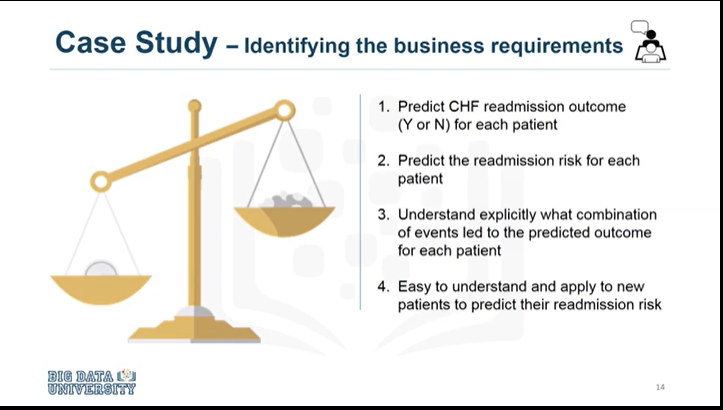 Case Study – Identifying the business requirements
1. Predict CHF readmission outcome
(Y or N) for each patient
2. Predict the readmission risk for each
patient
3. Understand explicitly what combination
of events led to the predicted outcome
for each patient
4. Easy to understand and apply to new
patients to predict their readmission risk
BIG DATA
UNIVERSITY
14